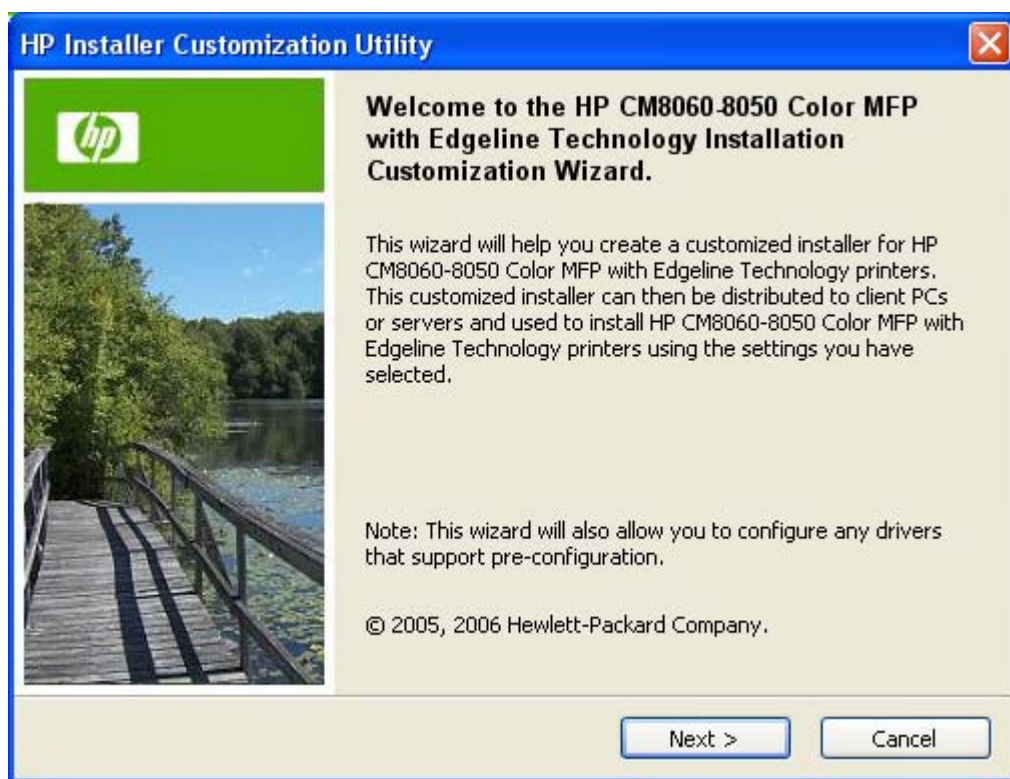 HP Installer Customization Utility
hp
Welcome to the HP CM8060-8050 Color MFP
with Edgeline Technology Installation
Customization Wizard.
This wizard will help you create a customized installer for HP
CM8060-8050 Color MFP with Edgeline Technology printers.
This customized installer can then be distributed to client PCs
or servers and used to install HP CM8060-8050 Color MFP with
Edgeline Technology printers using the settings you have
selected.
Note: This wizard will also allow you to configure any drivers
that support pre-configuration.
© 2005, 2006 Hewlett-Packard Company.
Next >
Cancel